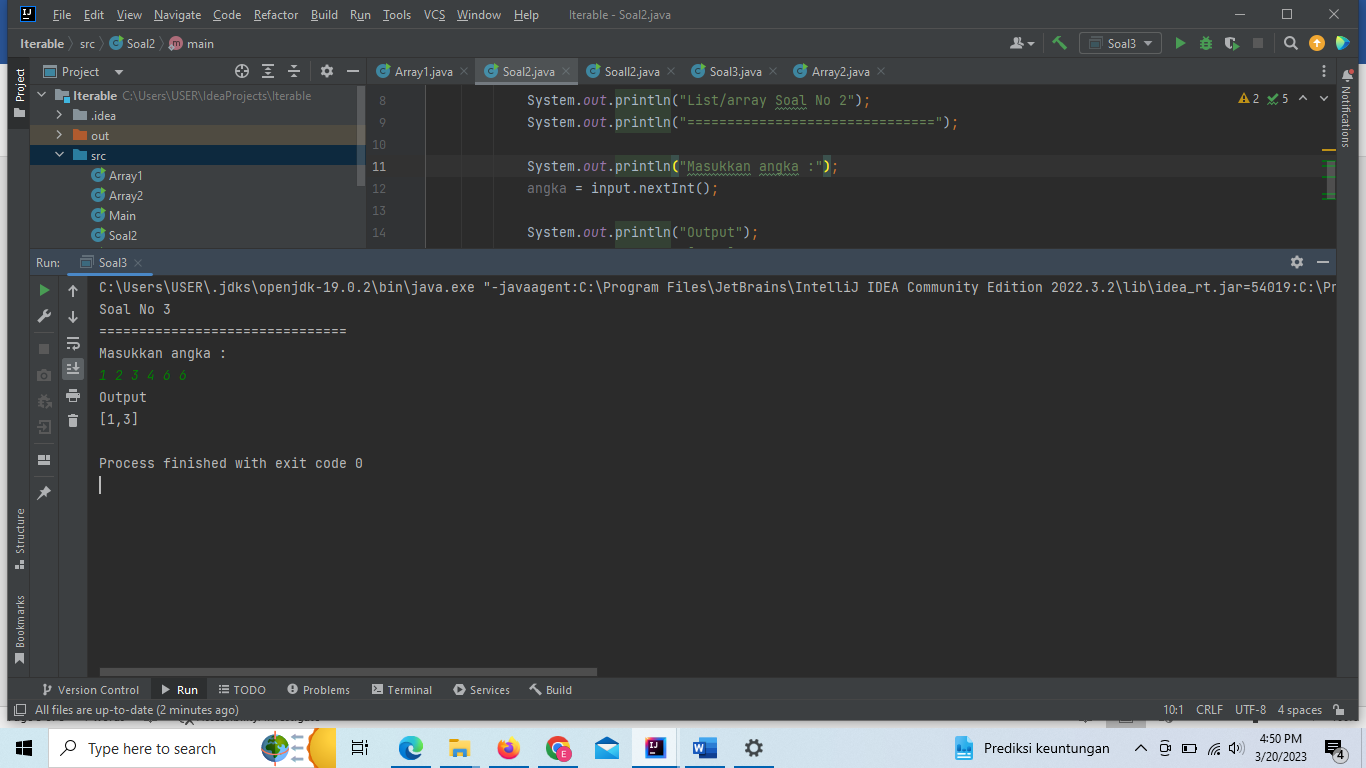 File Edit View Navigate Code Refactor Build Run Tools VCS Window Help Iterable - Soal2.java
Iterable src Soal2 main Soal3
Project Array1.java Soal2.java Soall2.java Soal3.java Array2.java
Project
Notifications
Iterable C:\Users\USER\IdeaProjects\Iterable
.idea
out
src
Array1
Array2
Main
Soal2
2 5
8 System.out.println("List/array Soal No 2");
9 System.out.println("===============================");
10
11 System.out.println("Masukkan angka :");
12 angka = input.nextInt();
13
14 System.out.println("Output");
Run: Soal3
C:\Users\USER\.jdks\openjdk-19.0.2\bin\java.exe "-javaagent:C:\Program Files\JetBrains\IntelliJ IDEA Community Edition 2022.3.2\lib\idea_rt.jar=54019:C:\Pr
Soal No 3
===============================
Masukkan angka :
1 2 3 4 6 6
Output
[1,3]
Process finished with exit code 0
Structure
Bookmarks
Version Control Run TODO Problems Terminal Services Build
All files are up-to-date (2 minutes ago) 10:1 CRLF UTF-8 4 spaces
Type here to search Prediksi keuntungan 4:50 PM
3/20/2023 4